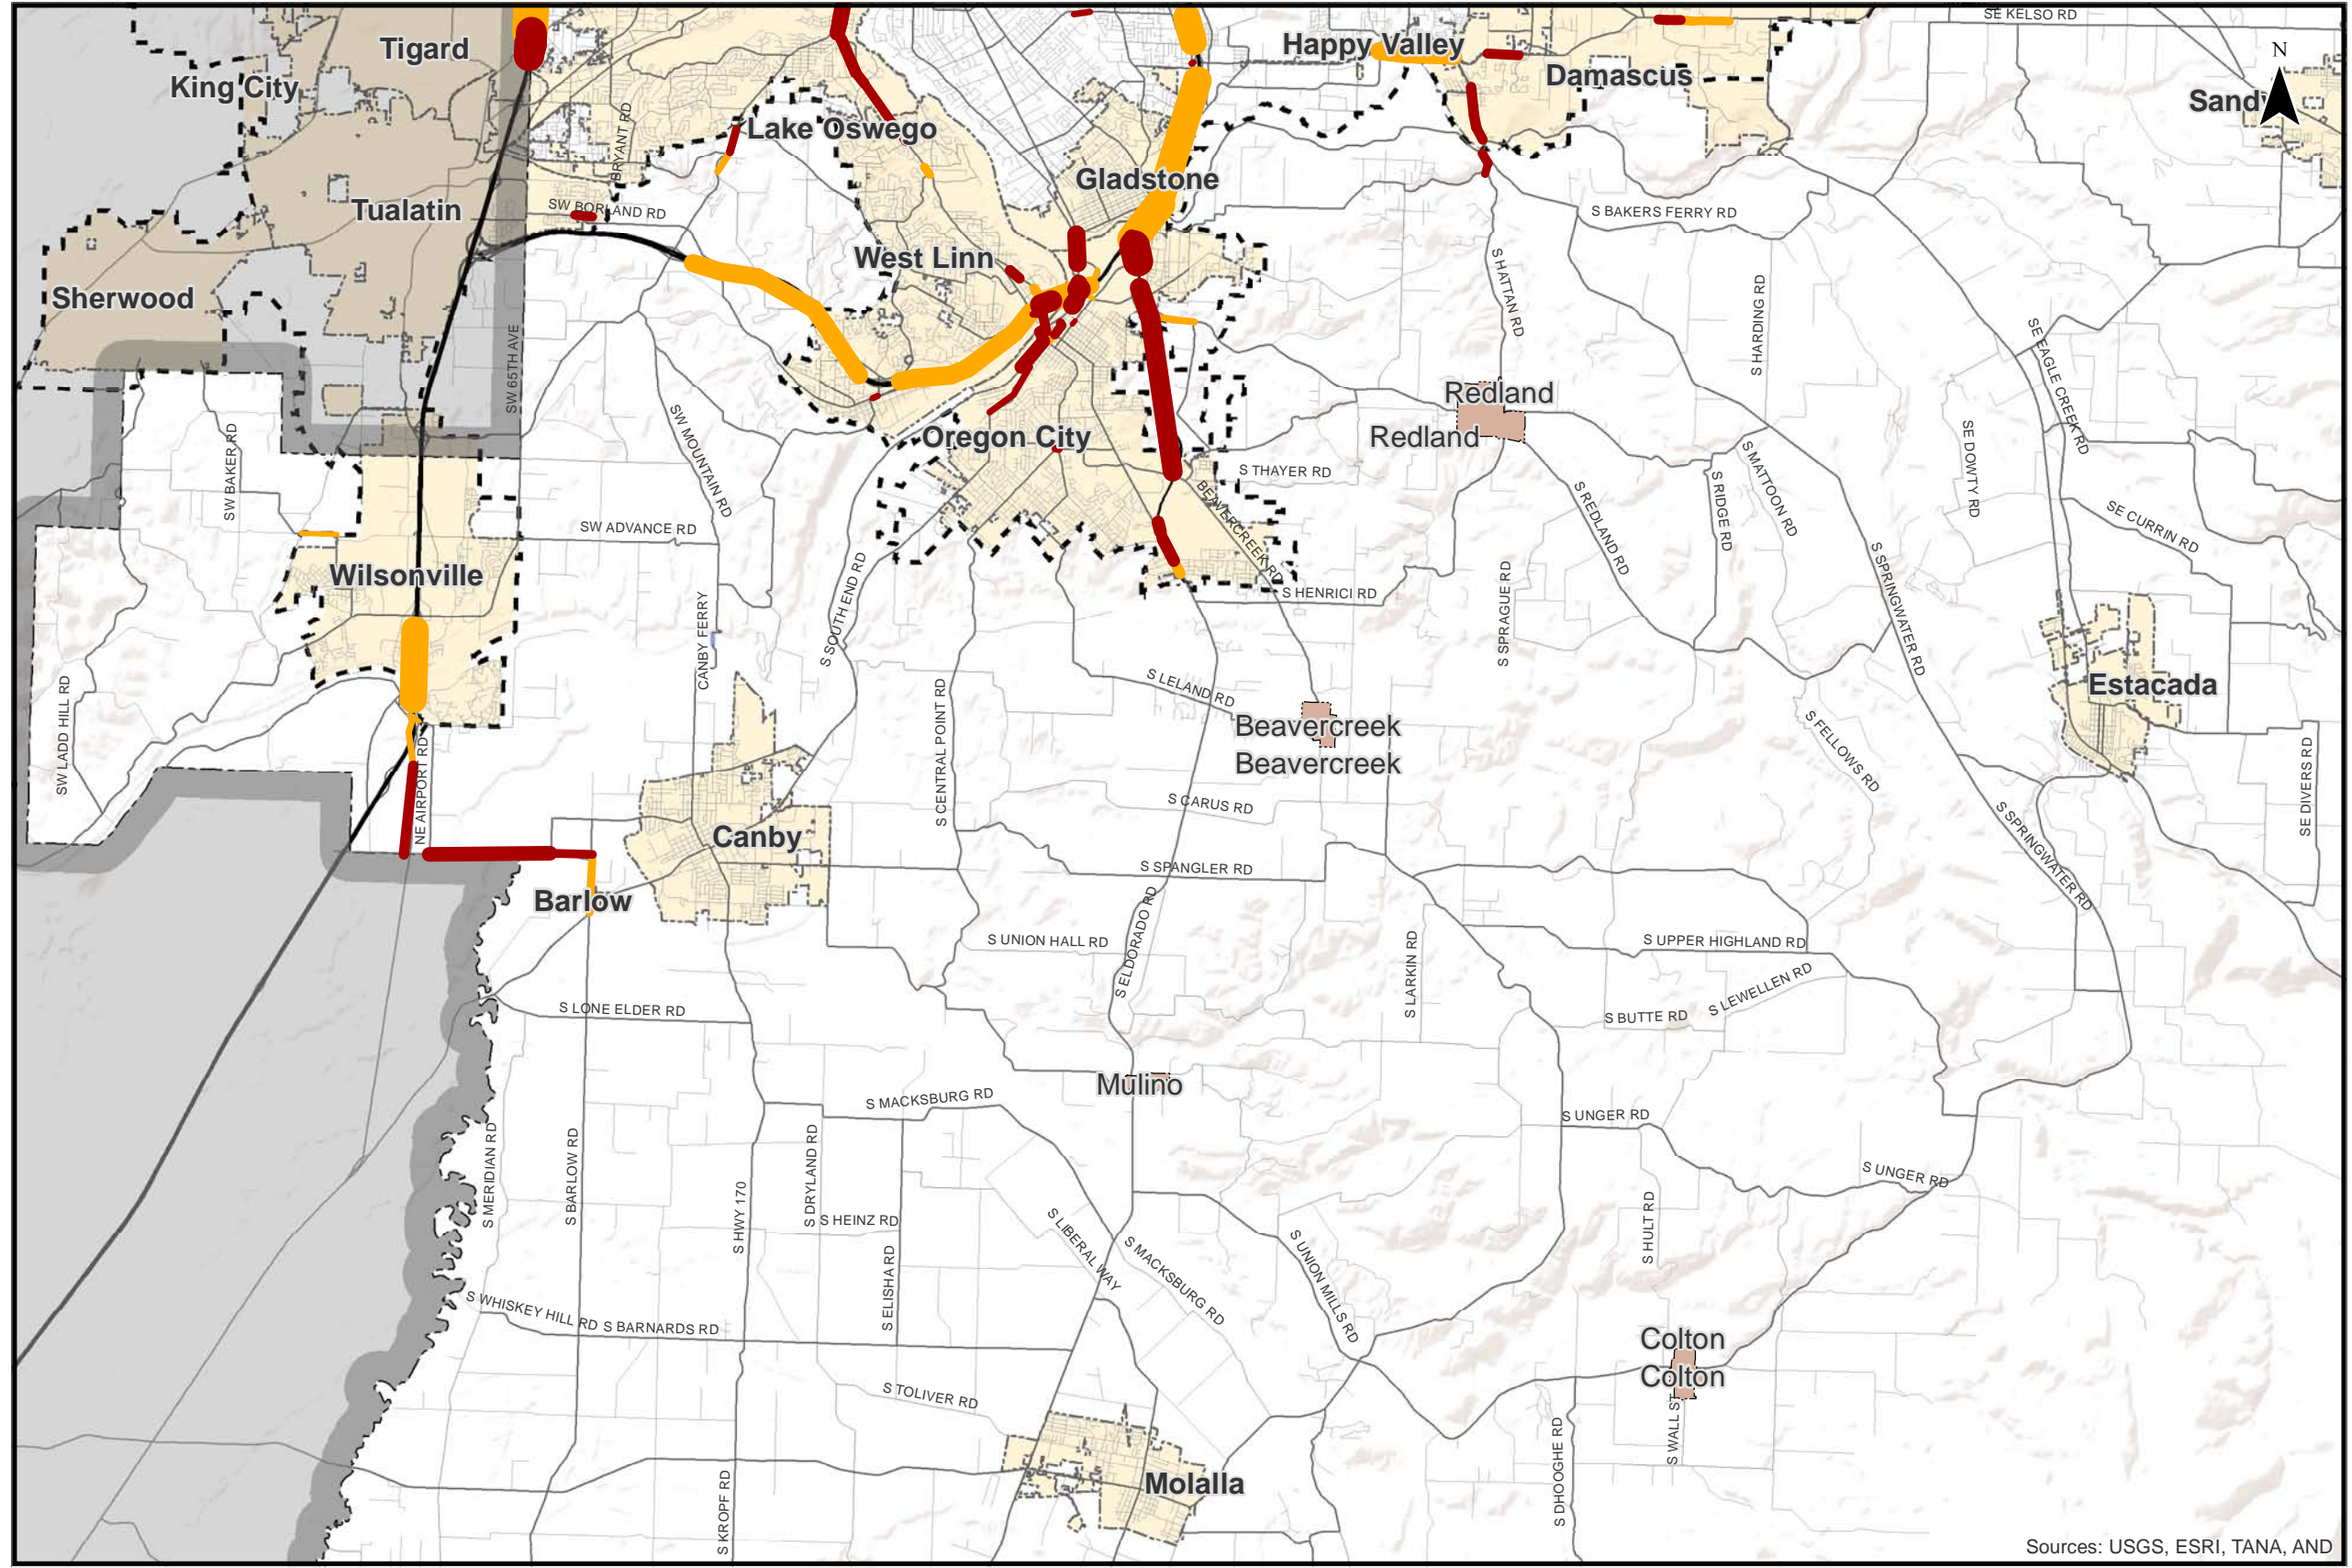 SE KELSO RD
N
Tigard
Happy Valley
King City
Damascus
Sandy
Lake Oswego
BRYANT RD
Gladstone
Tualatin
SW BORLAND RD
S BAKERS FERRY RD
West Linn
Sherwood
S HATTAN RD
S HARDING RD
SW 65TH AVE
SE EAGLE CREEK RD
Redland
Redland
SW MOUNTAIN RD
Oregon City
SW BAKER RD
S THAYER RD
BEAVERCREEK RD
S RIDGE RD
S MATTOON RD
SE DOWTY RD
S REDLAND RD
SE CURRIN RD
SW ADVANCE RD
Wilsonville
S HENRICI RD
S SPRAGUE RD
S SPRINGWATER RD
CANBY FERRY
S SOUTH END RD
S LELAND RD
Estacada
SW LADD HILL RD
S CENTRAL POINT RD
Beavercreek
Beavercreek
S FELLOWS RD
SE DIVERS RD
NE AIRPORT RD
S CARUS RD
Canby
S SPRINGWATER RD
S SPANGLER RD
Barlow
S ELDORADO RD
S UNION HALL RD
S LARKIN RD
S UPPER HIGHLAND RD
S LEWELLEN RD
S LONE ELDER RD
S BUTTE RD
Mulino
S MACKSBURG RD
S UNGER RD
S MERIDIAN RD
S BARLOW RD
S DRYLAND RD
S UNGER RD
S HWY 170
S HEINZ RD
S HULT RD
S LIBERAL WAY
S MACKSBURG RD
S UNION MILLS RD
S ELISHA RD
S WHISKEY HILL RD
S BARNARDS RD
Colton
Colton
S TOLIVER RD
S WALL ST
S DHOOGHE RD
Molalla
S KROPF RD
Sources: USGS, ESRI, TANA, AND